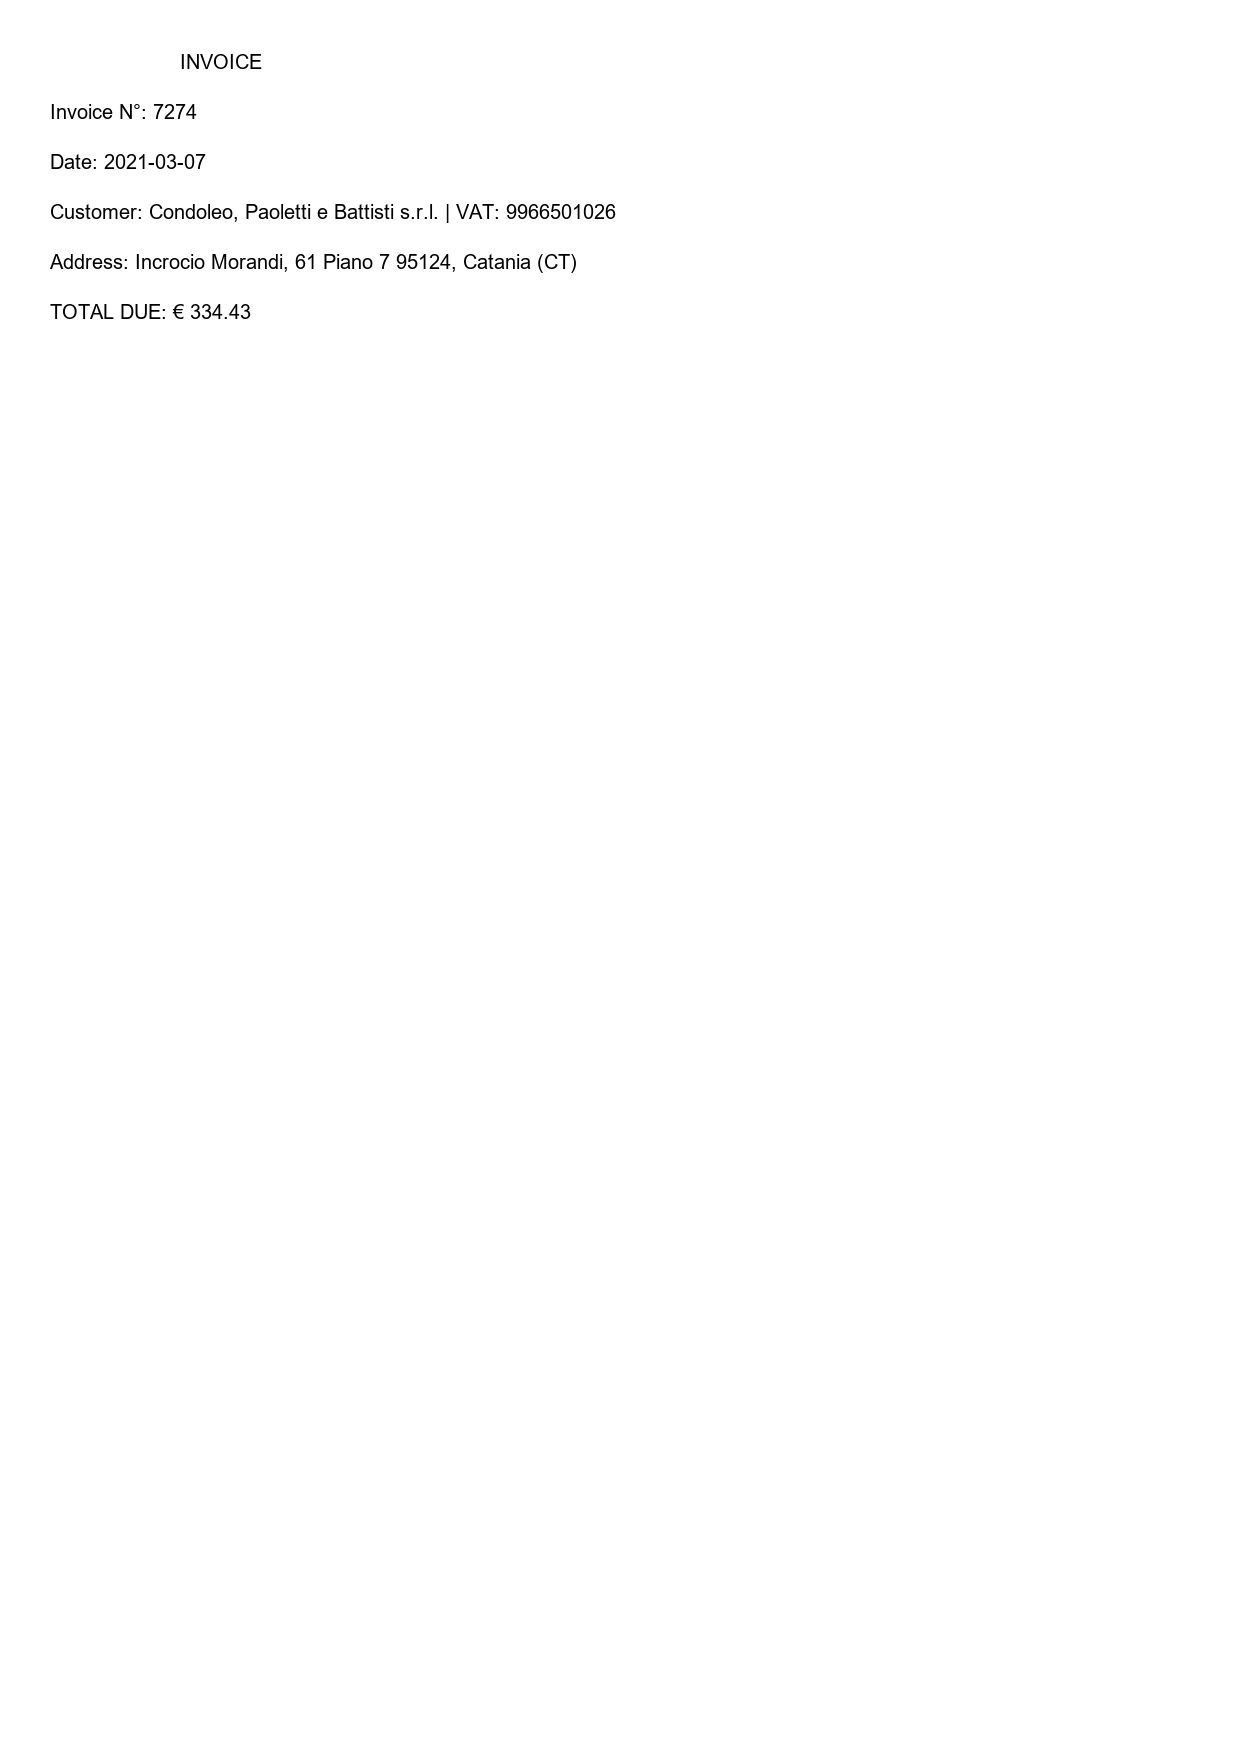 INVOICE
Invoice N°: 7274
Date: 2021-03-07
Customer: Condoleo, Paoletti e Battisti s.r.l. | VAT: 9966501026
Address: Incrocio Morandi, 61 Piano 7 95124, Catania (CT)
TOTAL DUE: € 334.43